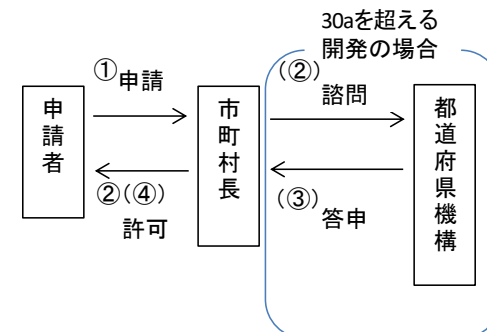 30aを超える
開発の場合
①申請
(②)
諮問
申請者
市町村長
都道府県機構
②(④)
許可
(③)
答申